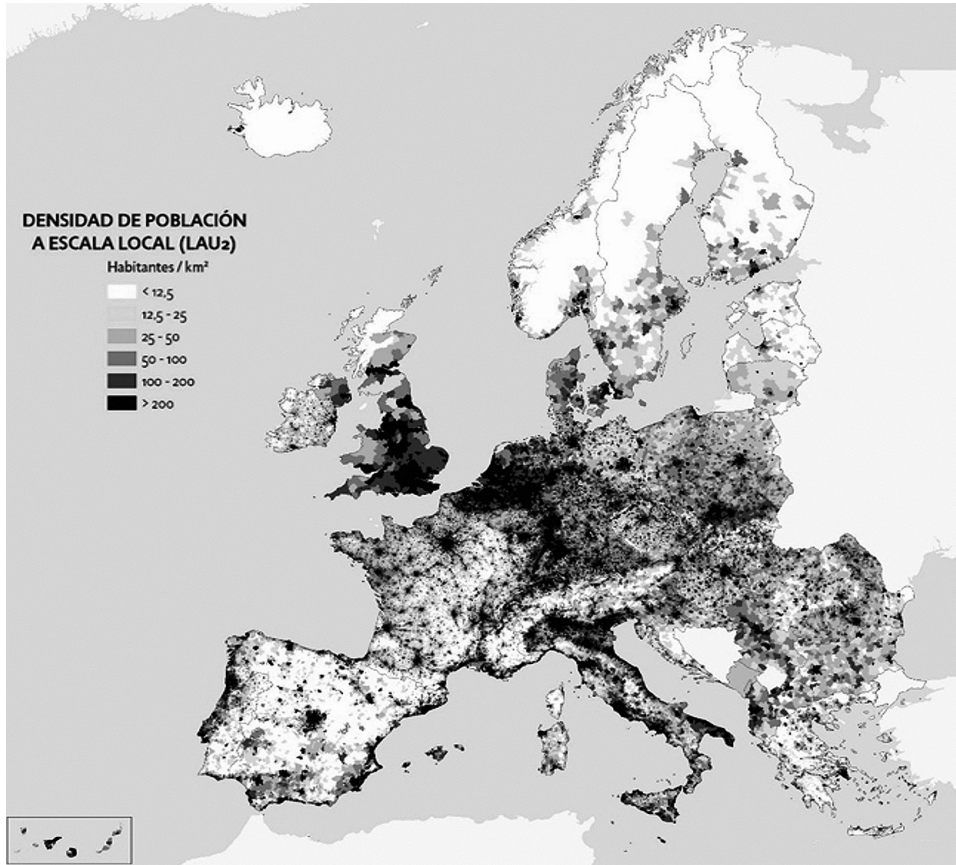 DENSIDAD DE POBLACIÓN
A ESCALA LOCAL (LAU2)
Habitantes / km²
< 12,5
12,5 - 25
25 - 50
50 - 100
100 - 200
> 200